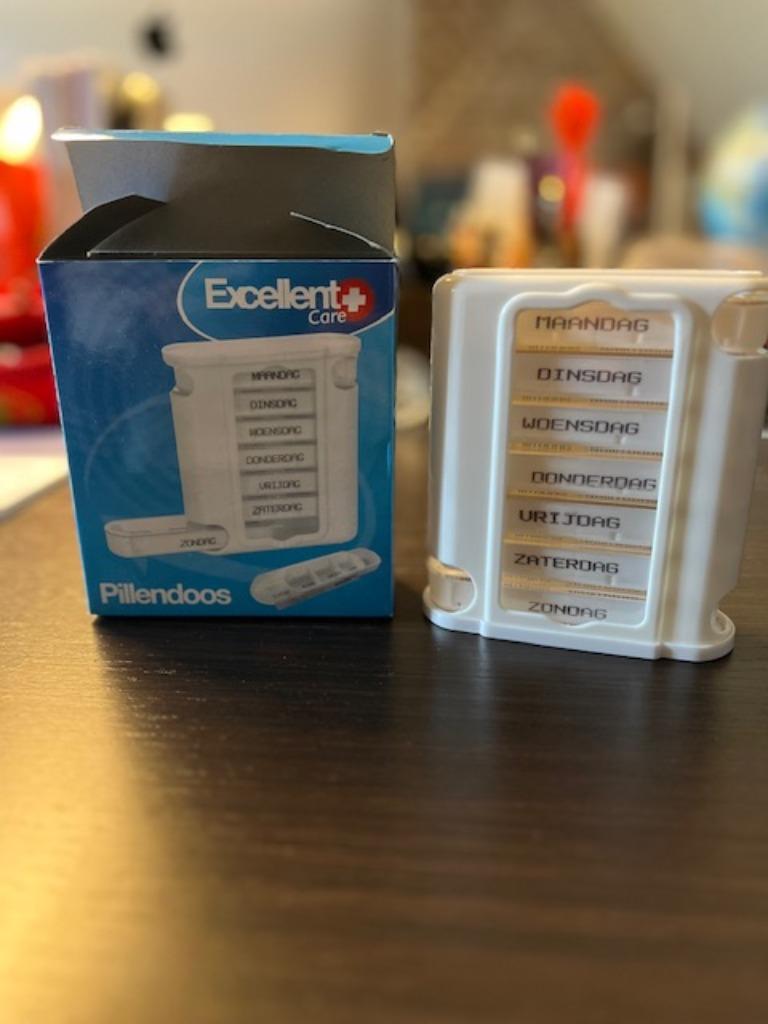 Excellent
Care
MAANDAG
DINSDAG
WOENSDAG
DONDERDAG
VRIJDAG
ZATERDAG
ZONDAG
Pillendoos
MAANDAG
DINSDAG
WOENSDAG
DONDERDAG
VRIJDAG
ZATERDAG
ZONDAG